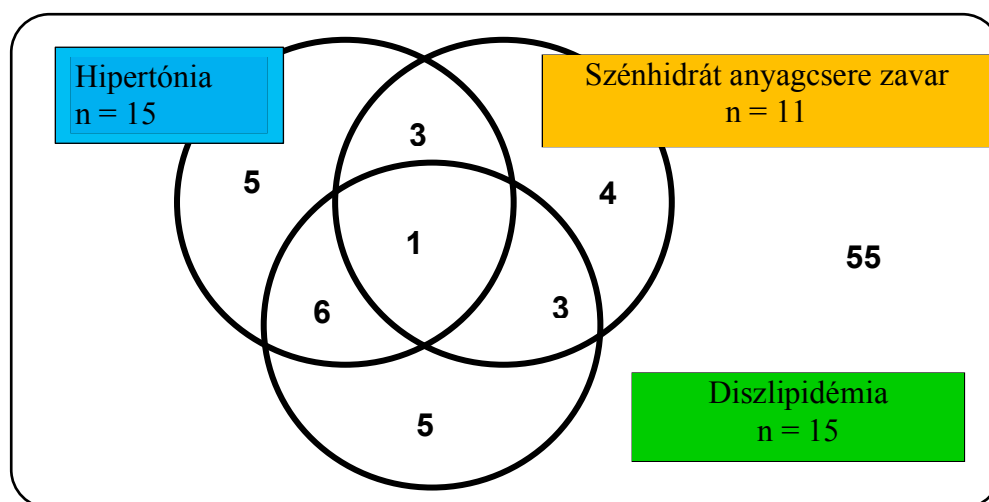 Hipertónia
n = 15
Szénhidrát anyagcsere zavar
n = 11
3
5
4
1
55
6
3
5
Diszlipidémia
n = 15